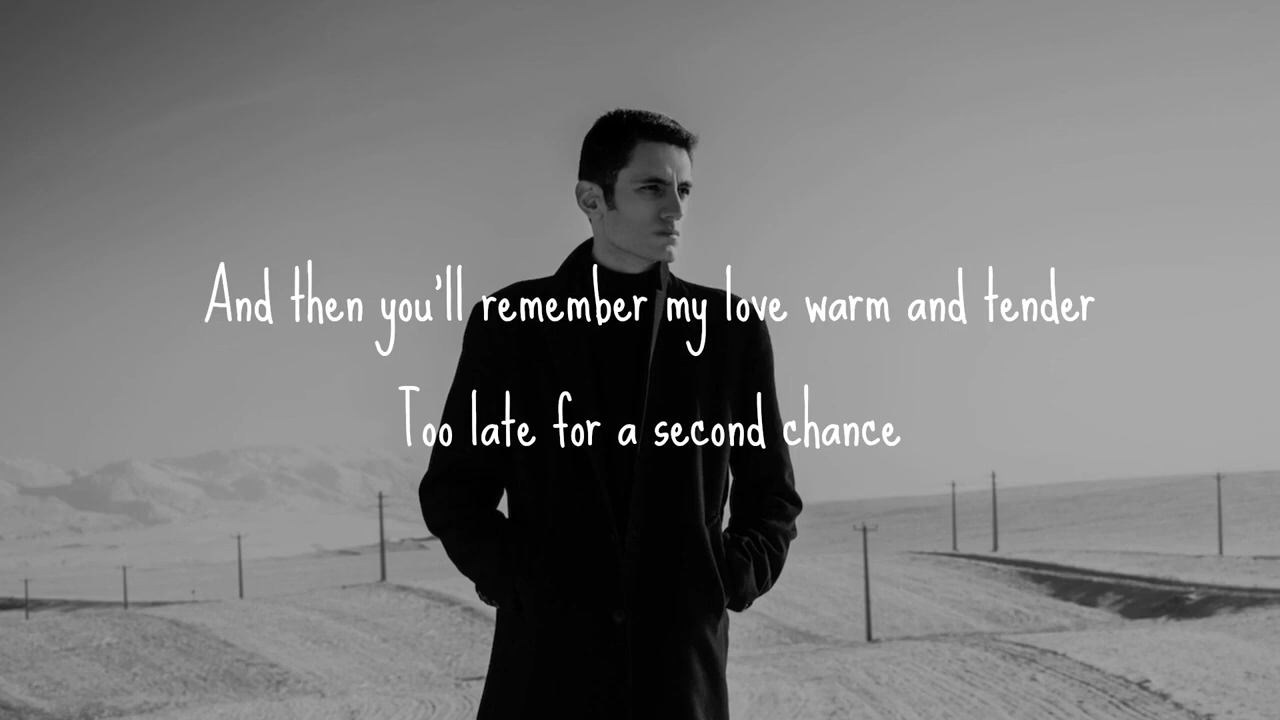 And then you'll remember my love warm and tender
Too late for a second chance